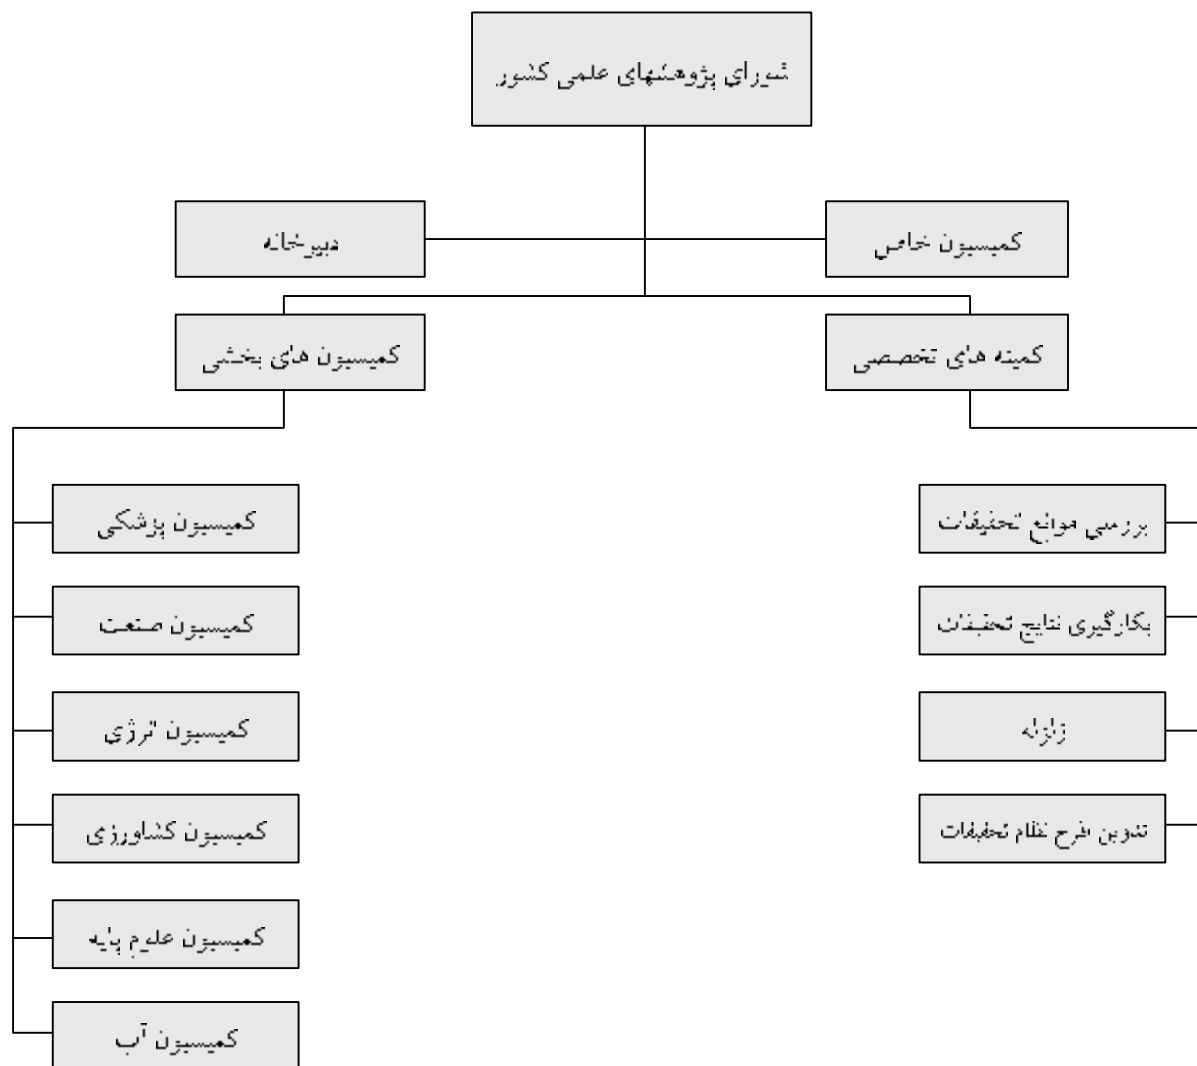 شورای پژوهشهای علمی کشور
کمیسیون خاص
دبیرخانه
کمیته های تخصصی
کمیسیون های بخشی
بررسی موانع تحقیقات
بکارگیری نتایج تحقیقات
زلزله
تدوین طرح نظام تحقیقات
کمیسیون پزشکی
کمیسیون صنعت
کمیسیون انرژی
کمیسیون کشاورزی
کمیسیون علوم پایه
کمیسیون آب